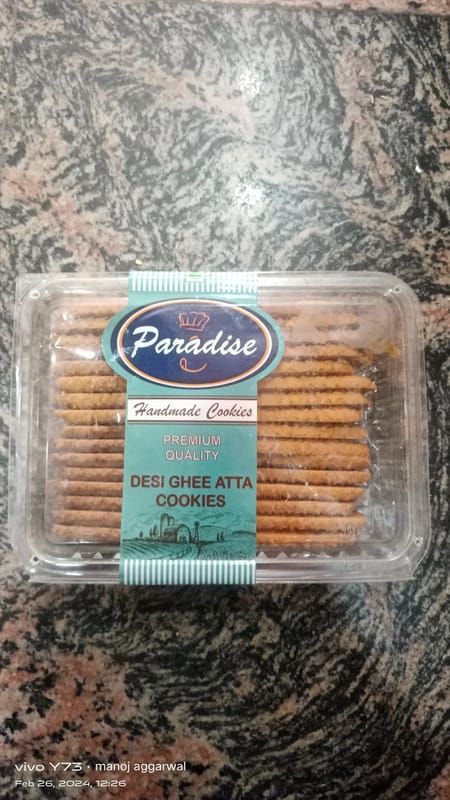 Paradise
Handmade Cookies
PREMIUM
QUALITY
DESI GHEE ATTA
COOKIES
vivo Y73 · manoj aggarwal
Feb 26, 2024, 12:26